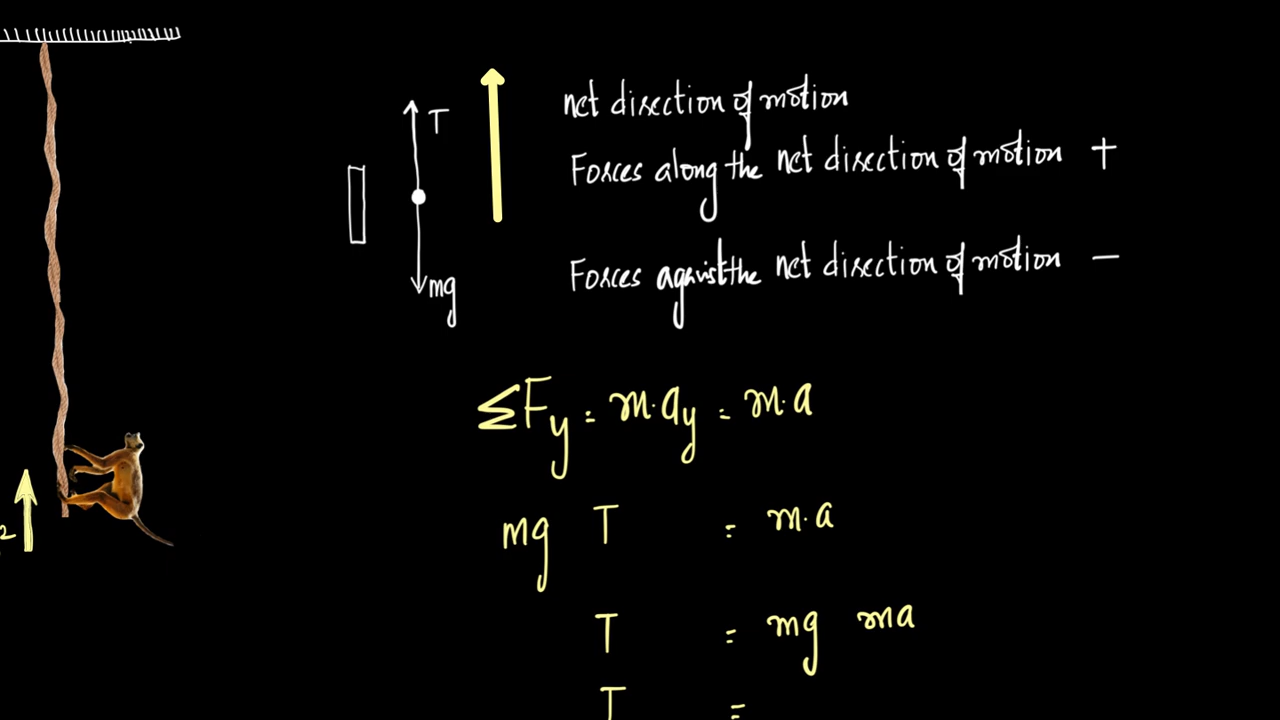 T
net direction of motion
Forces along the net direction of motion +
mg
Forces against the net direction of motion −
ΣFy = m.ay = m.a
mg T = m.a
2
T = mg ma
T =